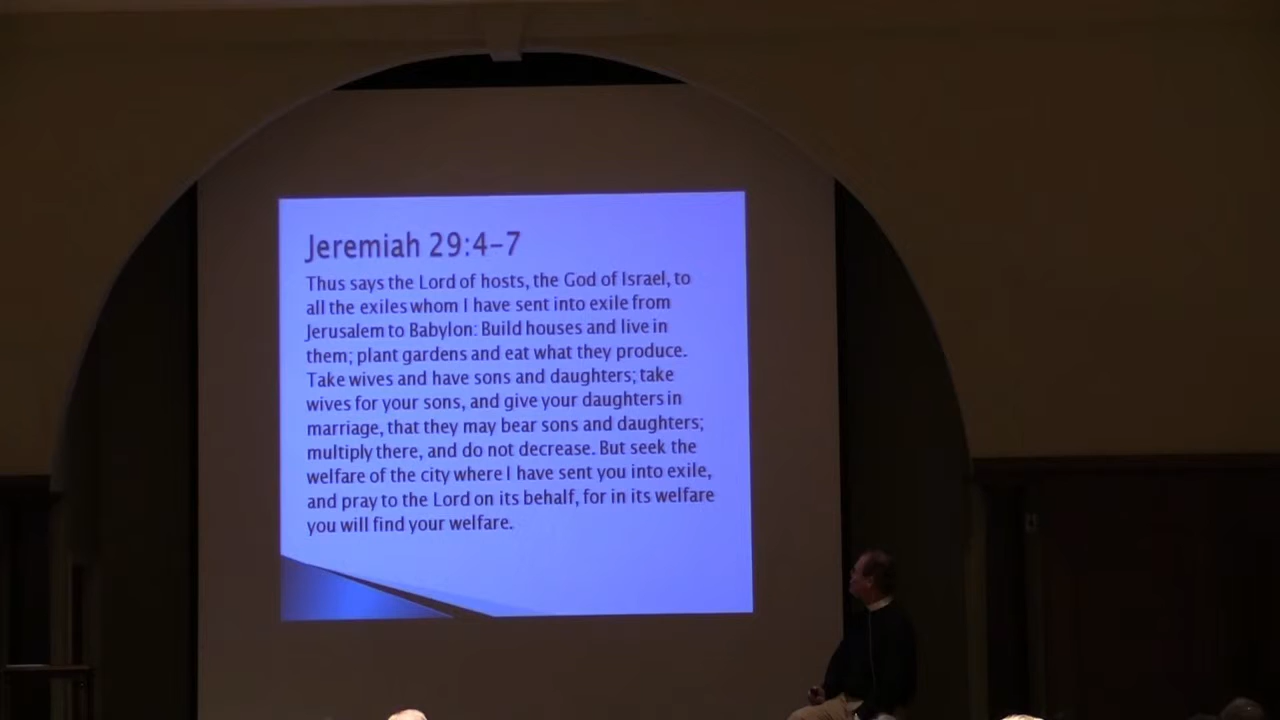 Jeremiah 29:4–7
Thus says the Lord of hosts, the God of Israel, to
all the exiles whom I have sent into exile from
Jerusalem to Babylon: Build houses and live in
them; plant gardens and eat what they produce.
Take wives and have sons and daughters; take
wives for your sons, and give your daughters in
marriage, that they may bear sons and daughters;
multiply there, and do not decrease. But seek the
welfare of the city where I have sent you into exile,
and pray to the Lord on its behalf, for in its welfare
you will find your welfare.